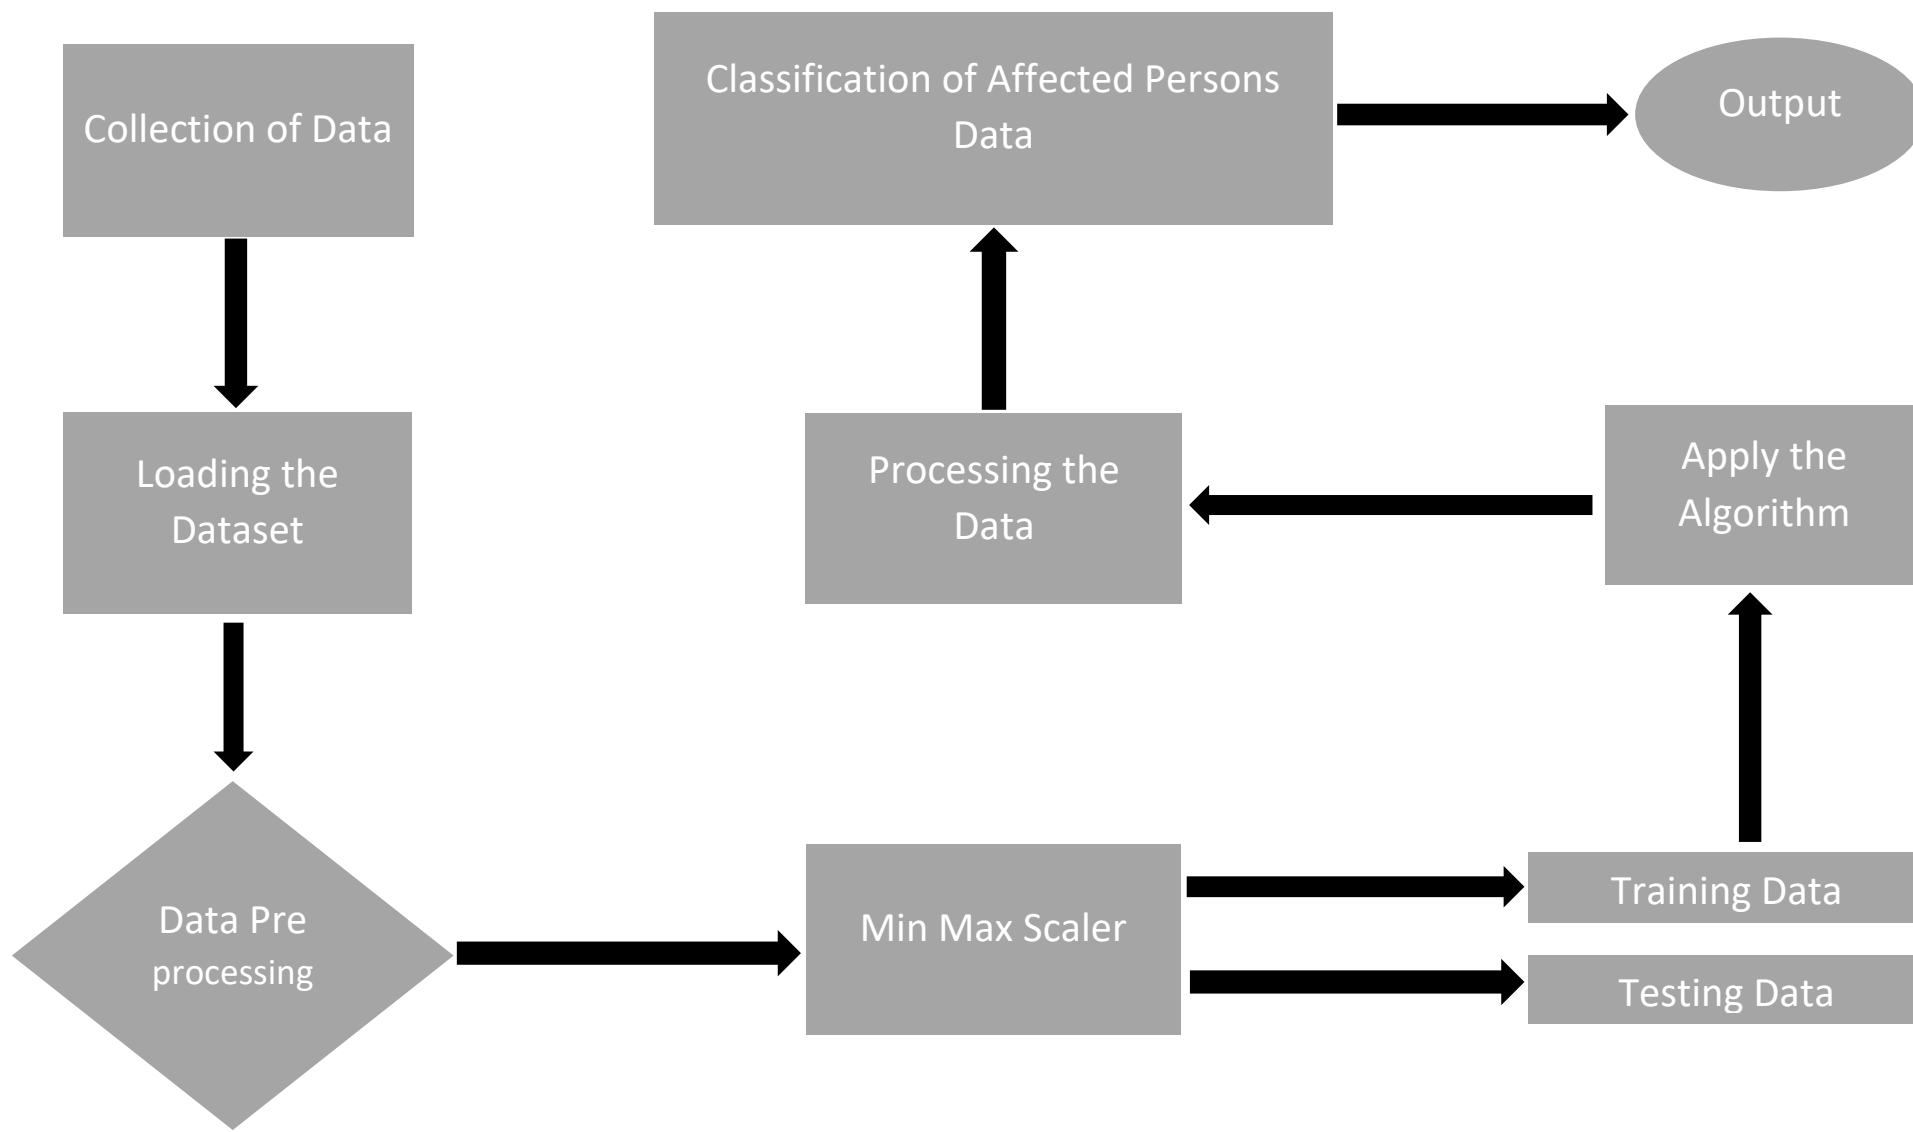 Collection of Data
Classification of Affected Persons
Data
Output
Loading the
Dataset
Processing the
Data
Apply the
Algorithm
Data Pre
processing
Min Max Scaler
Training Data
Testing Data